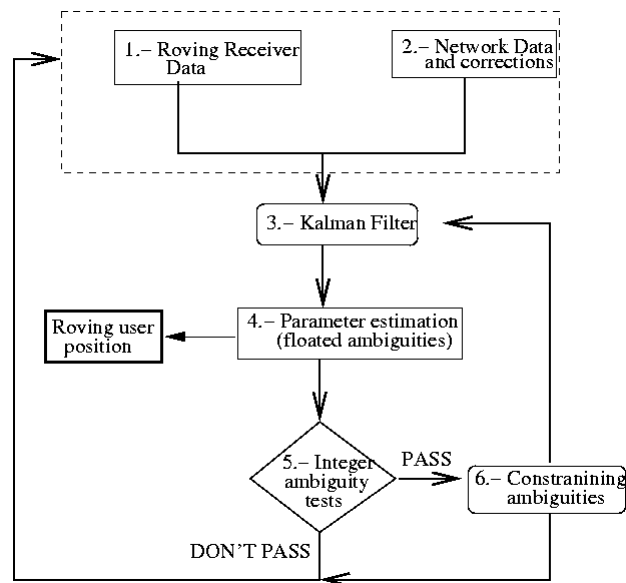 1.– Roving Receiver
Data
2.– Network Data
and corrections
3.– Kalman Filter
4.– Parameter estimation
(floated ambiguities)
Roving user
position
5.– Integer
ambiguity
tests
PASS
6.– Constranining
ambiguities
DON'T PASS